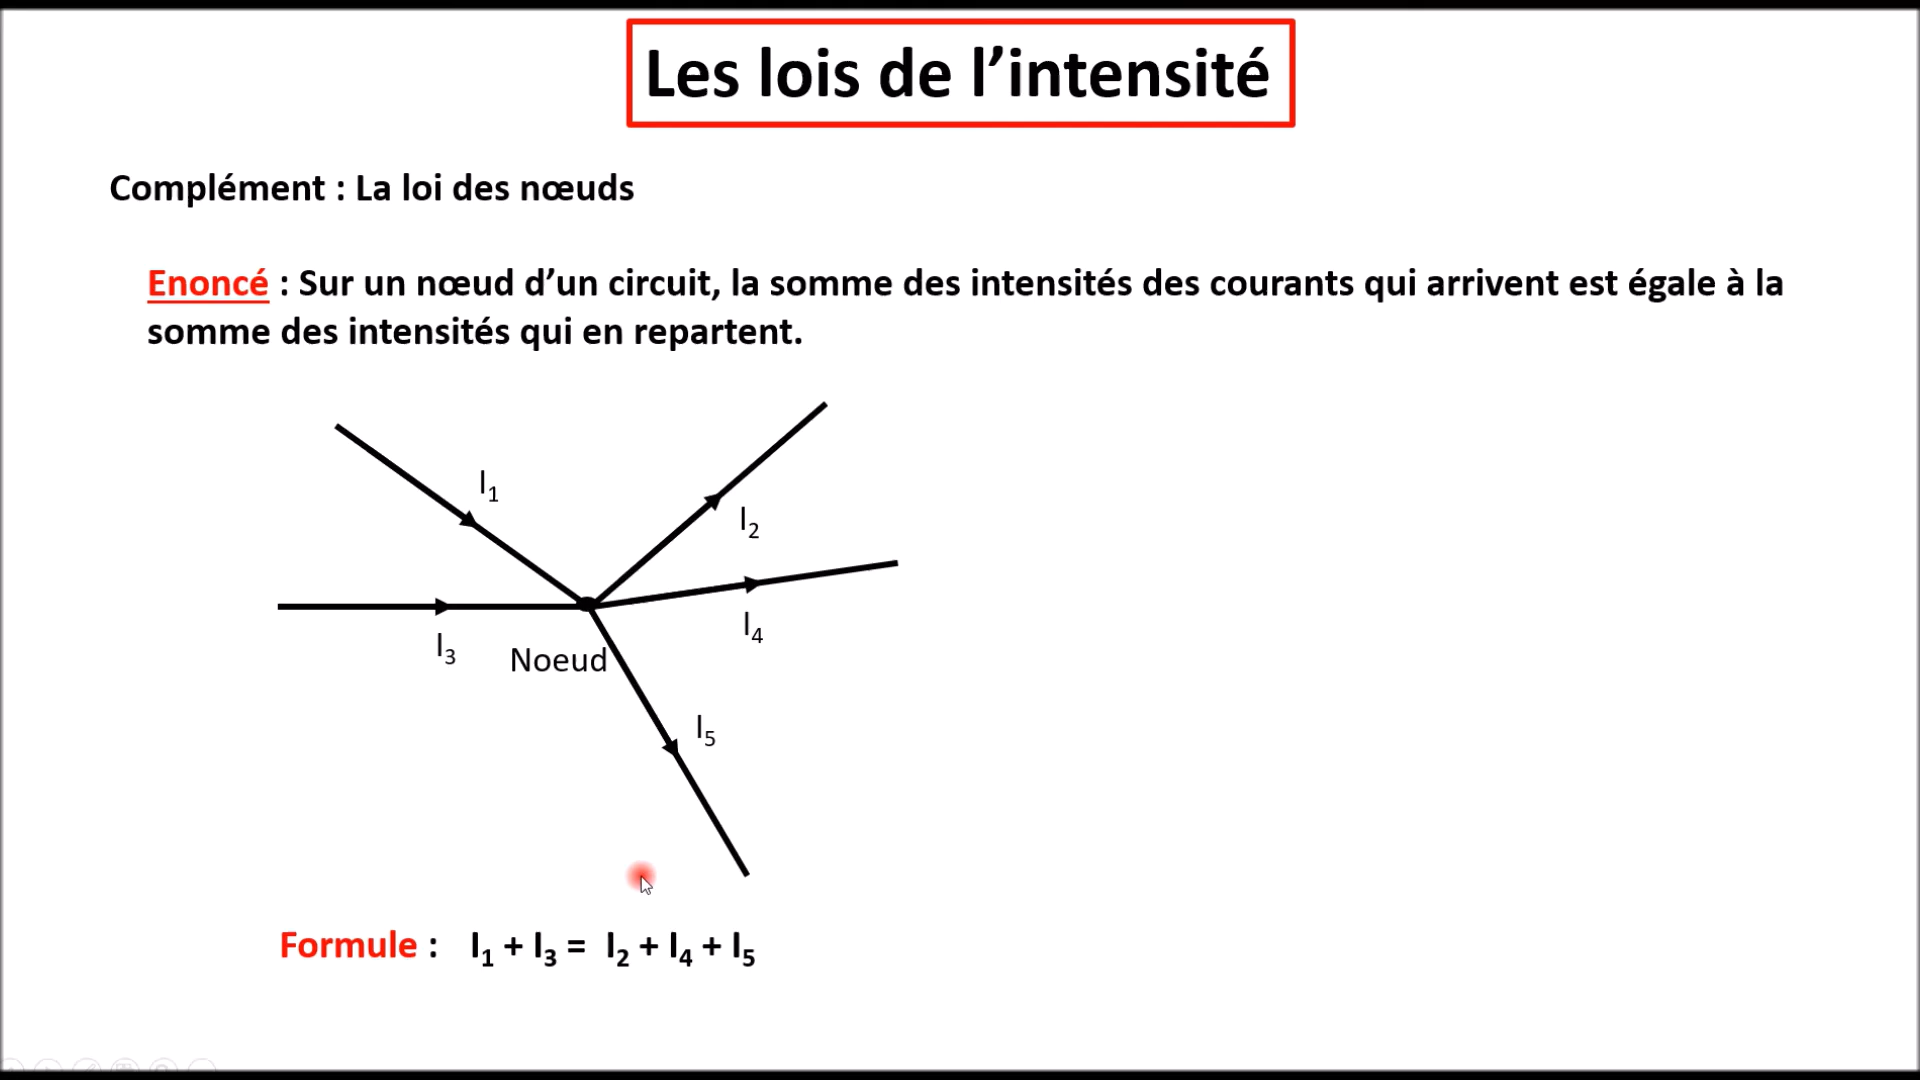 Les lois de l’intensité
Complément : La loi des nœuds
Enoncé : Sur un nœud d’un circuit, la somme des intensités des courants qui arrivent est égale à la
somme des intensités qui en repartent.
I₁
I₂
I₄
I₃
Noeud
I₅
Formule : I₁ + I₃ = I₂ + I₄ + I₅